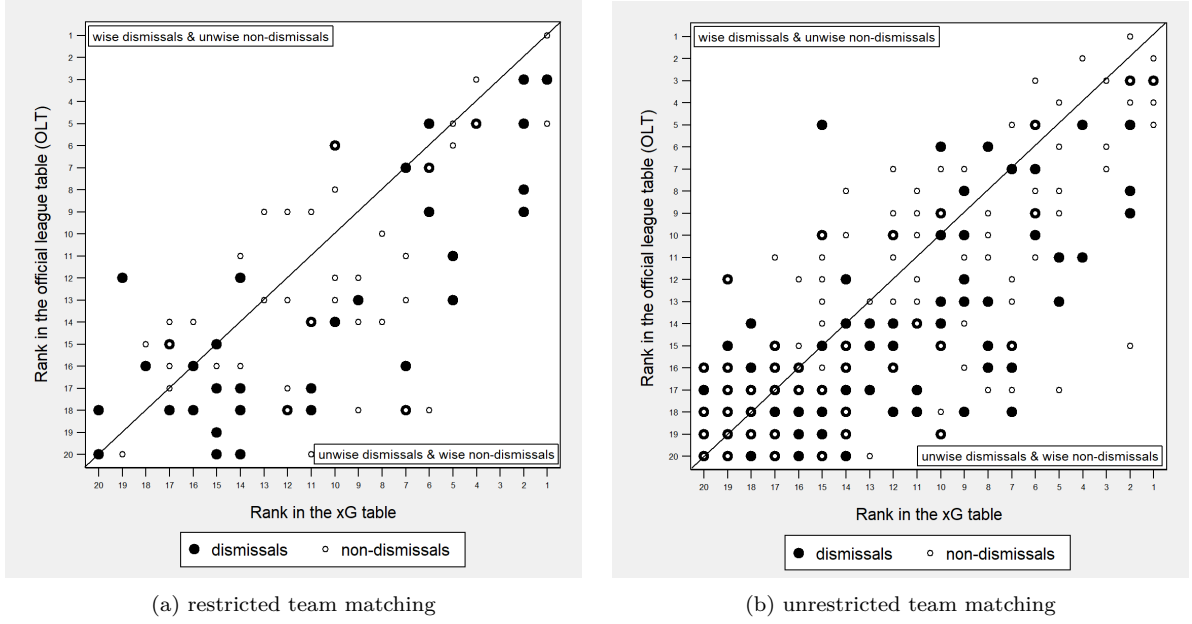 wise dismissals & unwise non-dismissals
Rank in the official league table (OLT)
1
2
3
4
5
6
7
8
9
10
11
12
13
14
15
16
17
18
19
20
unwise dismissals & wise non-dismissals
20 19 18 17 16 15 14 13 12 11 10 9 8 7 6 5 4 3 2 1
Rank in the xG table
dismissals non-dismissals
(a) restricted team matching
wise dismissals & unwise non-dismissals
Rank in the official league table (OLT)
1
2
3
4
5
6
7
8
9
10
11
12
13
14
15
16
17
18
19
20
unwise dismissals & wise non-dismissals
20 19 18 17 16 15 14 13 12 11 10 9 8 7 6 5 4 3 2 1
Rank in the xG table
dismissals non-dismissals
(b) unrestricted team matching